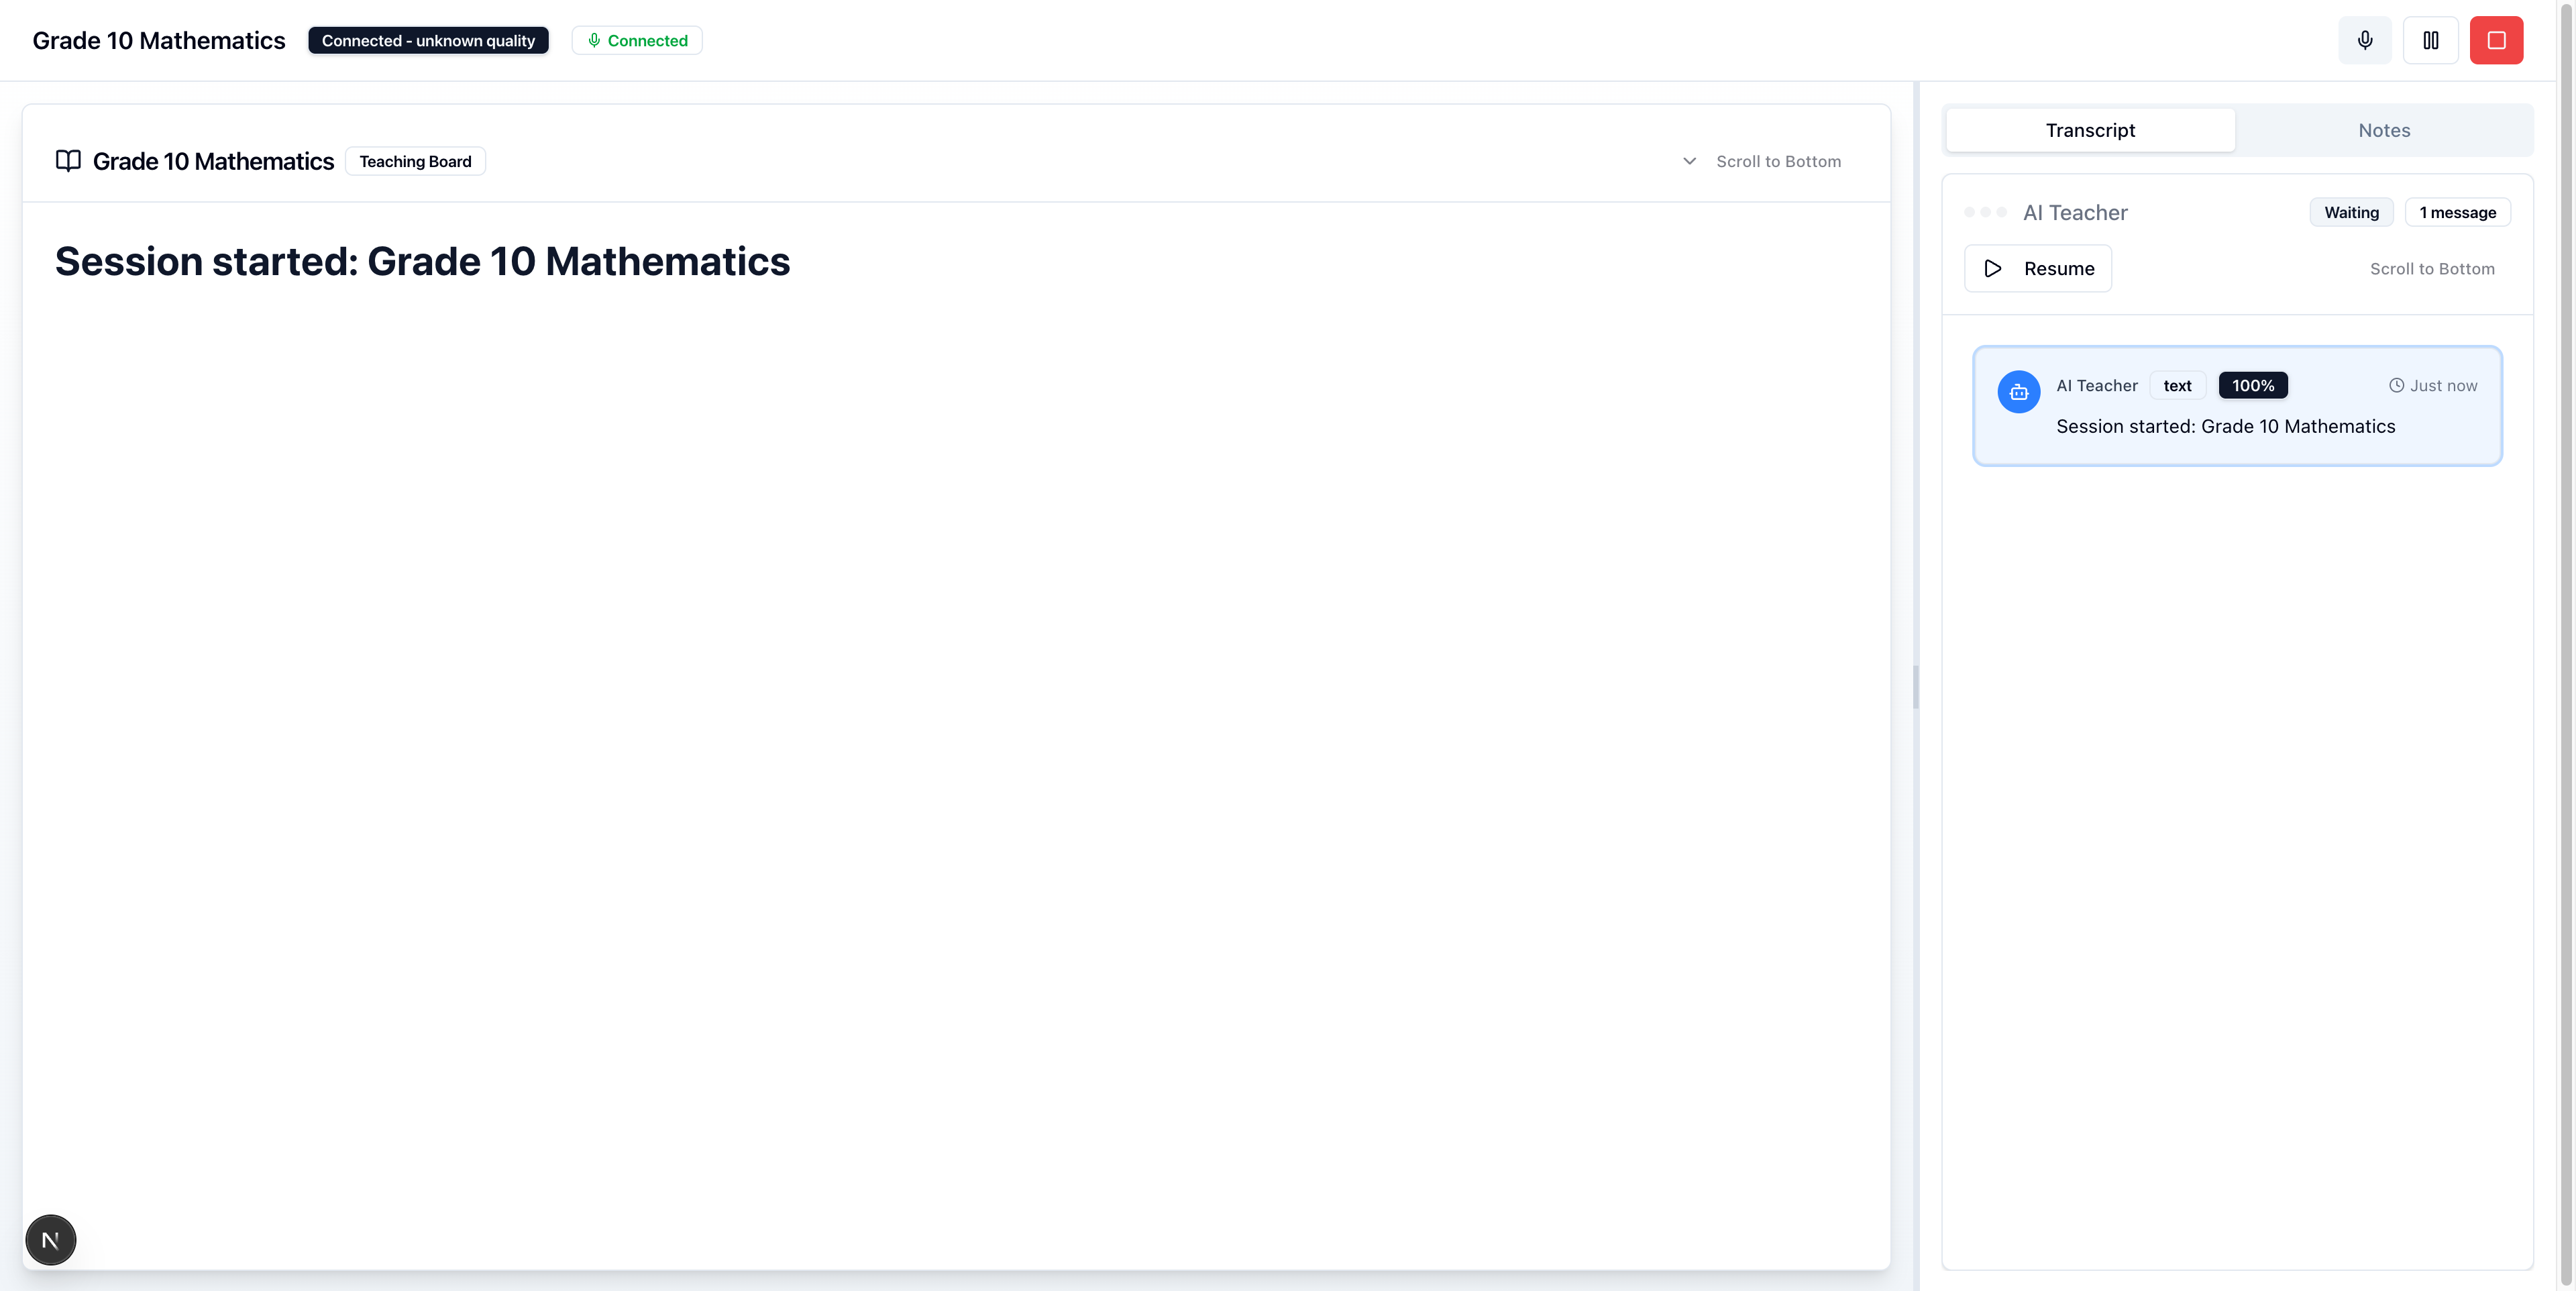 Grade 10 Mathematics
Connected - unknown quality
Connected
Grade 10 Mathematics
Teaching Board
Scroll to Bottom
Session started: Grade 10 Mathematics
N
Transcript
Notes
AI Teacher
Waiting
1 message
Resume
Scroll to Bottom
AI Teacher
text
100%
Just now
Session started: Grade 10 Mathematics